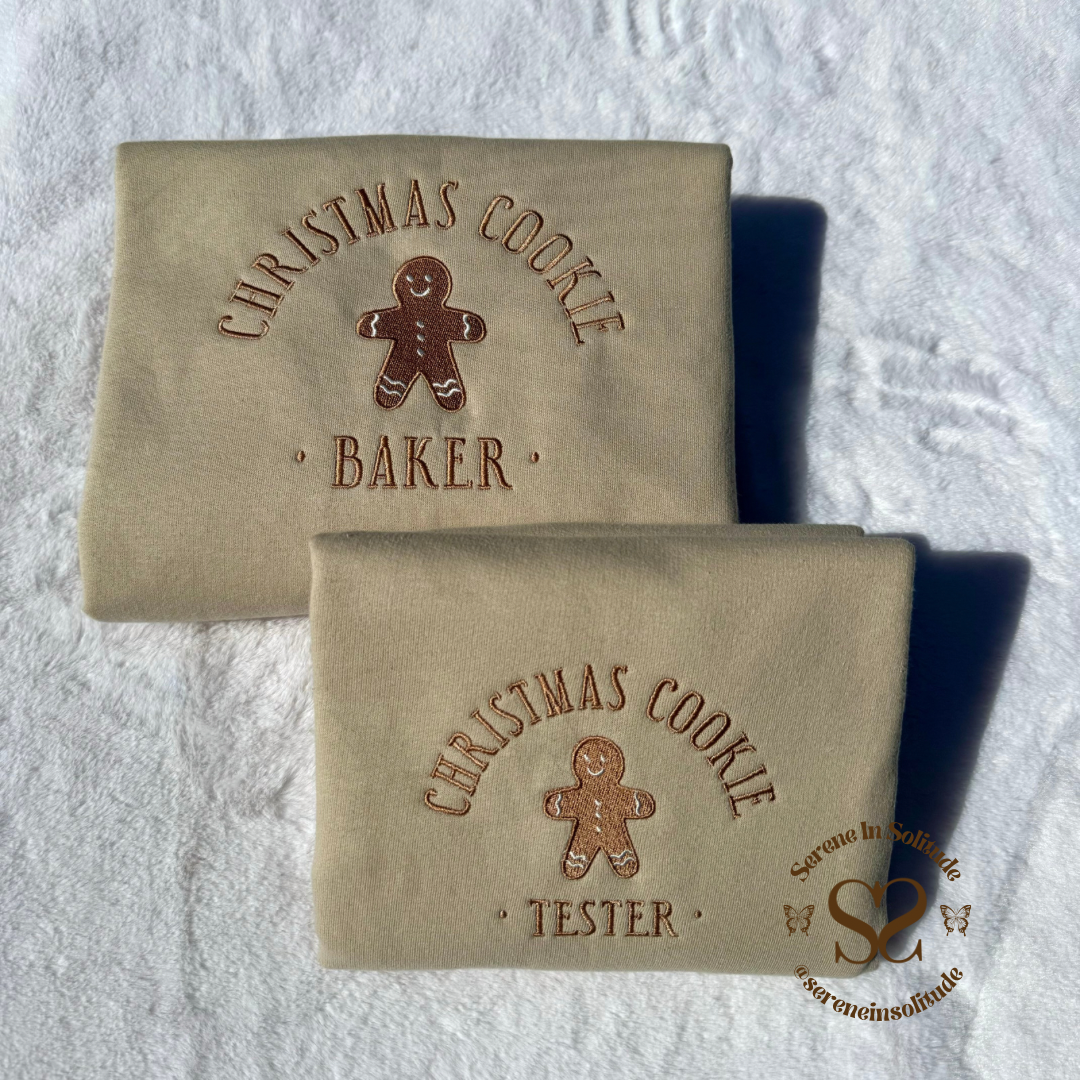 CHRISTMAS COOKIE
· BAKER ·
CHRISTMAS COOKIE
· TESTER ·
Serene In Solitude
SS
@sereneinsolitude